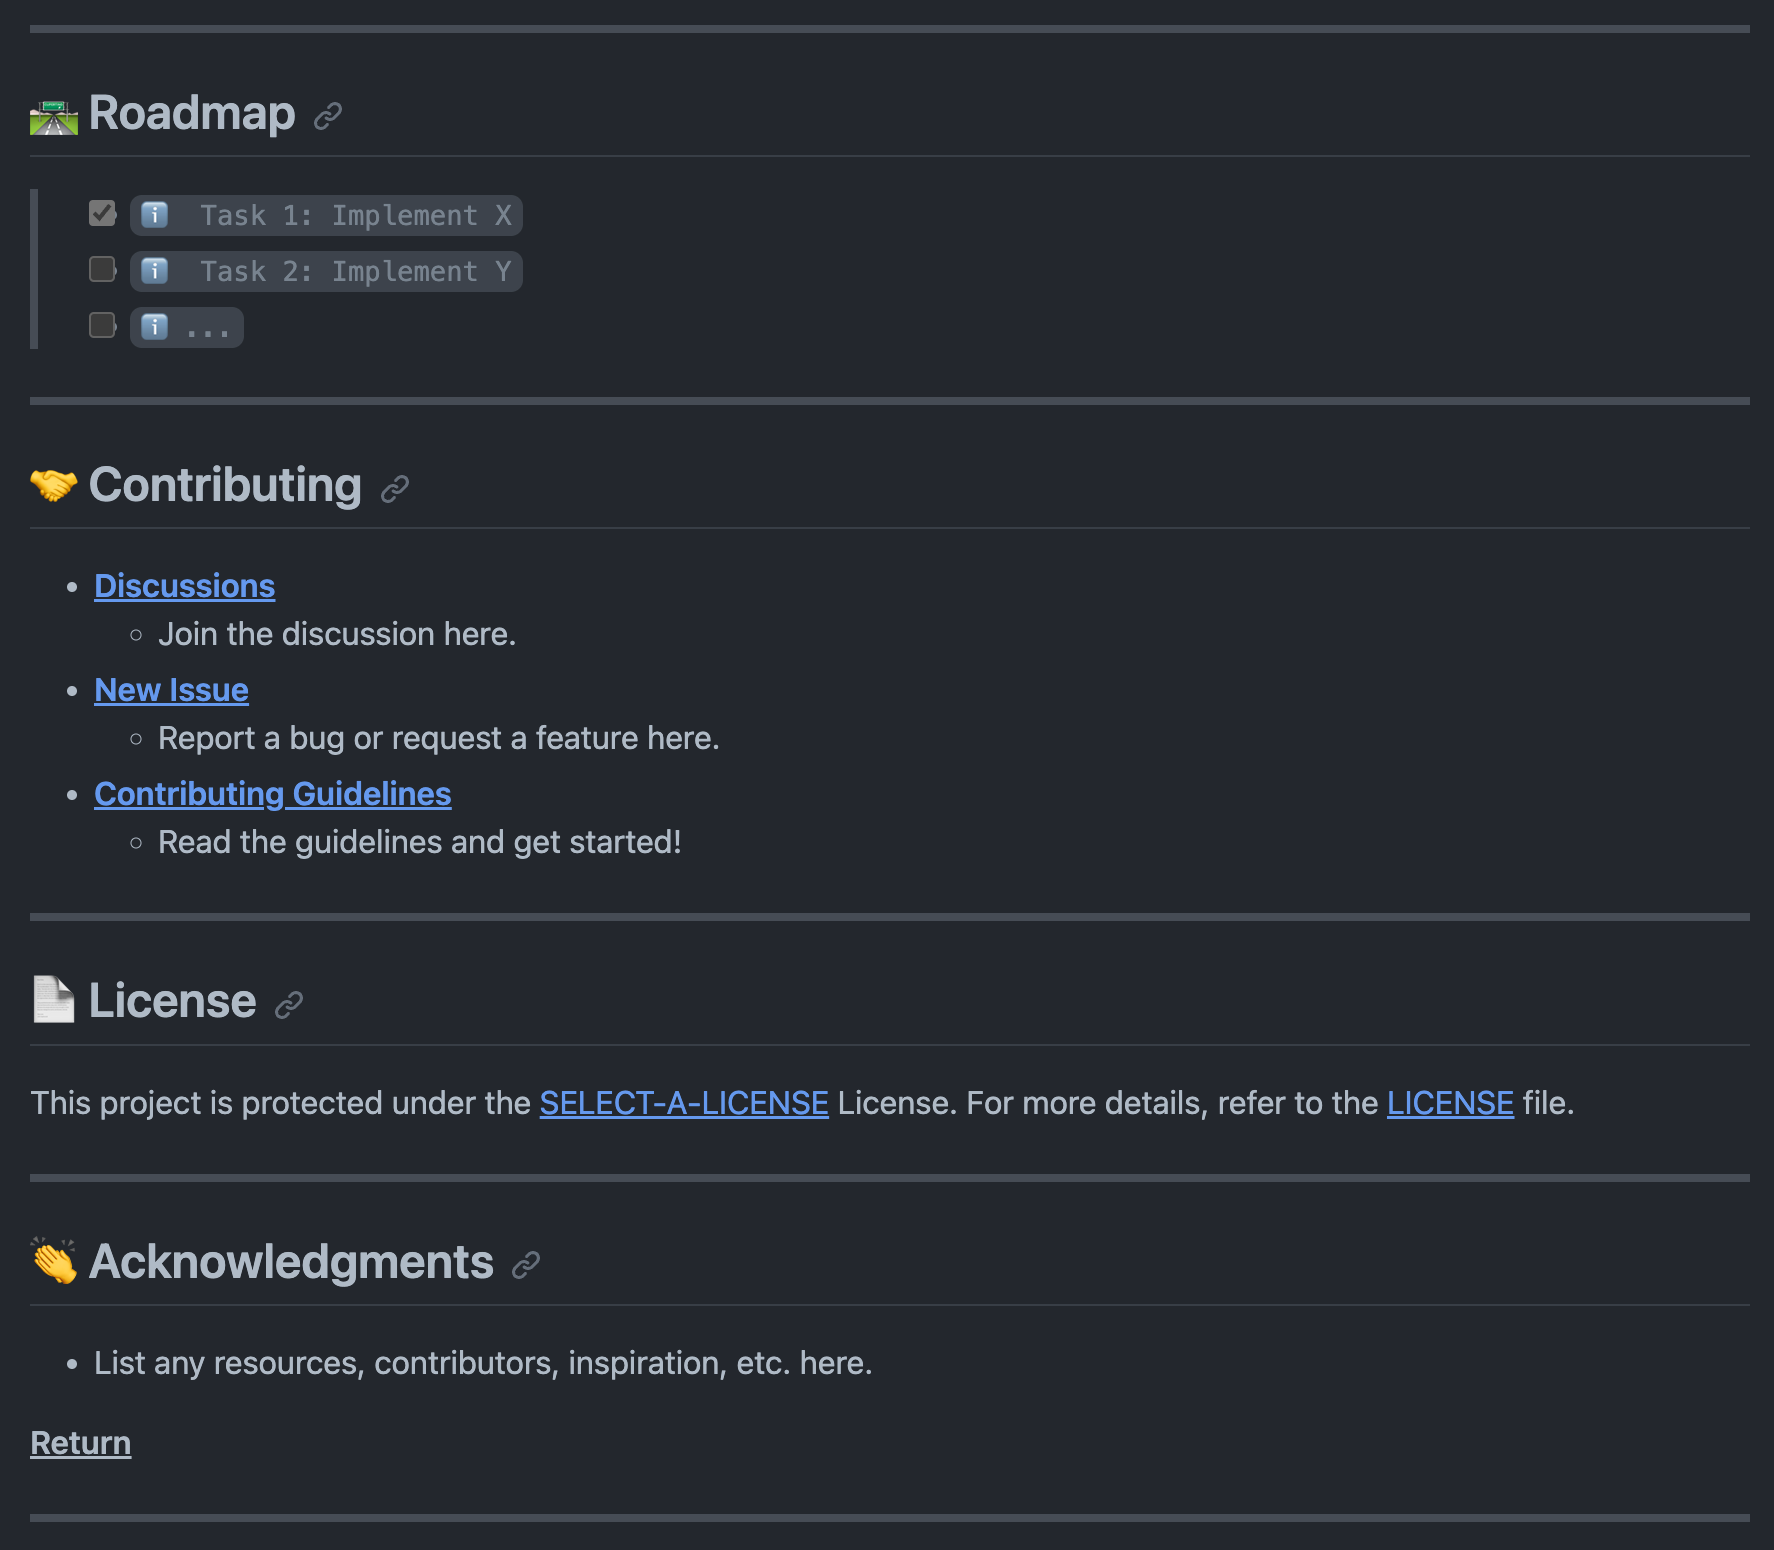 Roadmap
ℹ️ Task 1: Implement X
ℹ️ Task 2: Implement Y
ℹ️ ...
Contributing
Discussions
Join the discussion here.
New Issue
Report a bug or request a feature here.
Contributing Guidelines
Read the guidelines and get started!
License
This project is protected under the SELECT-A-LICENSE License. For more details, refer to the LICENSE file.
Acknowledgments
List any resources, contributors, inspiration, etc. here.
Return